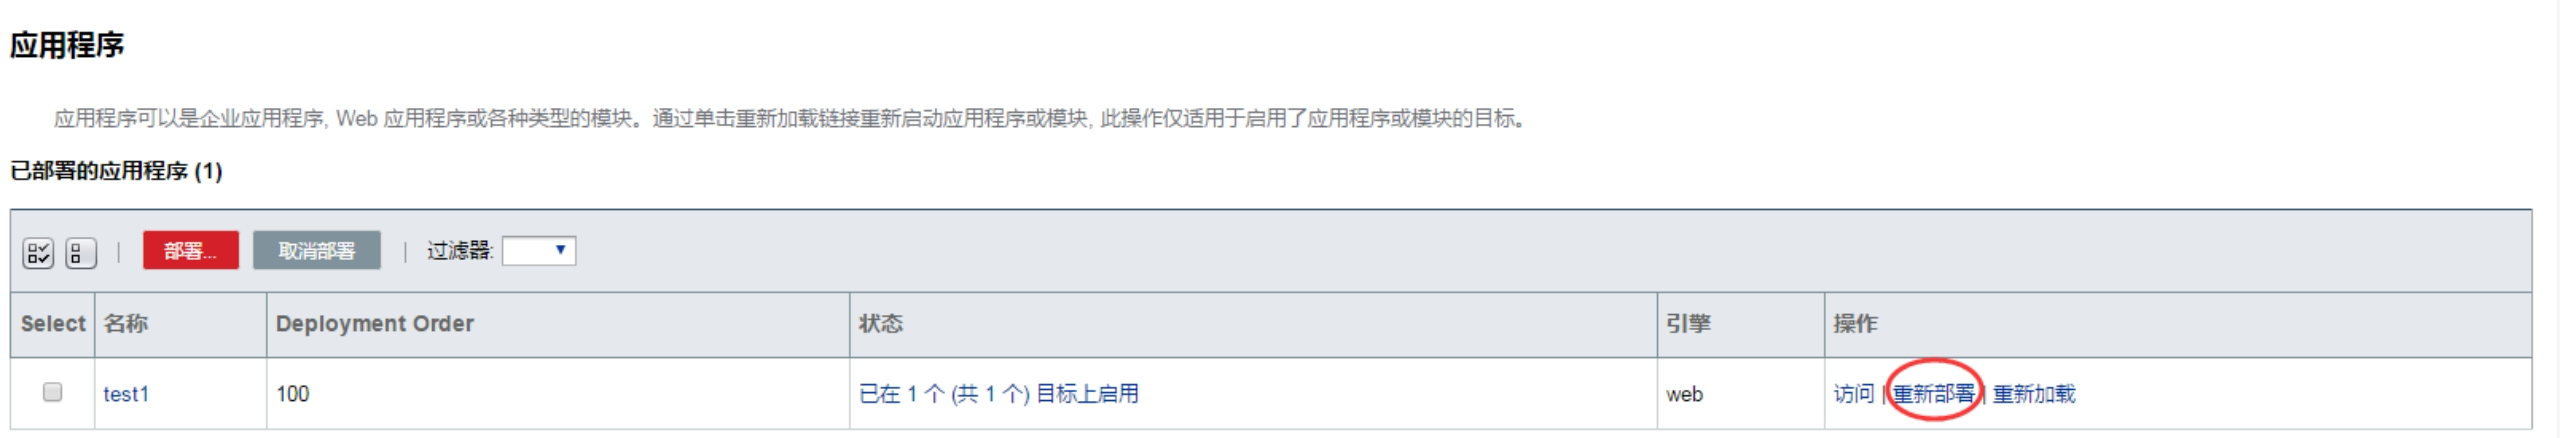 应用程序
应用程序可以是企业应用程序, Web 应用程序或各种类型的模块。通过单击重新加载链接重新启动应用程序或模块, 此操作仅适用于启用了应用程序或模块的目标。
已部署的应用程序 (1)
部署... 取消部署 过滤器:
Select 名称 Deployment Order 状态 引擎 操作
test1 100 已在 1 个 (共 1 个) 目标上启用 web 访问 | 重新部署 | 重新加载